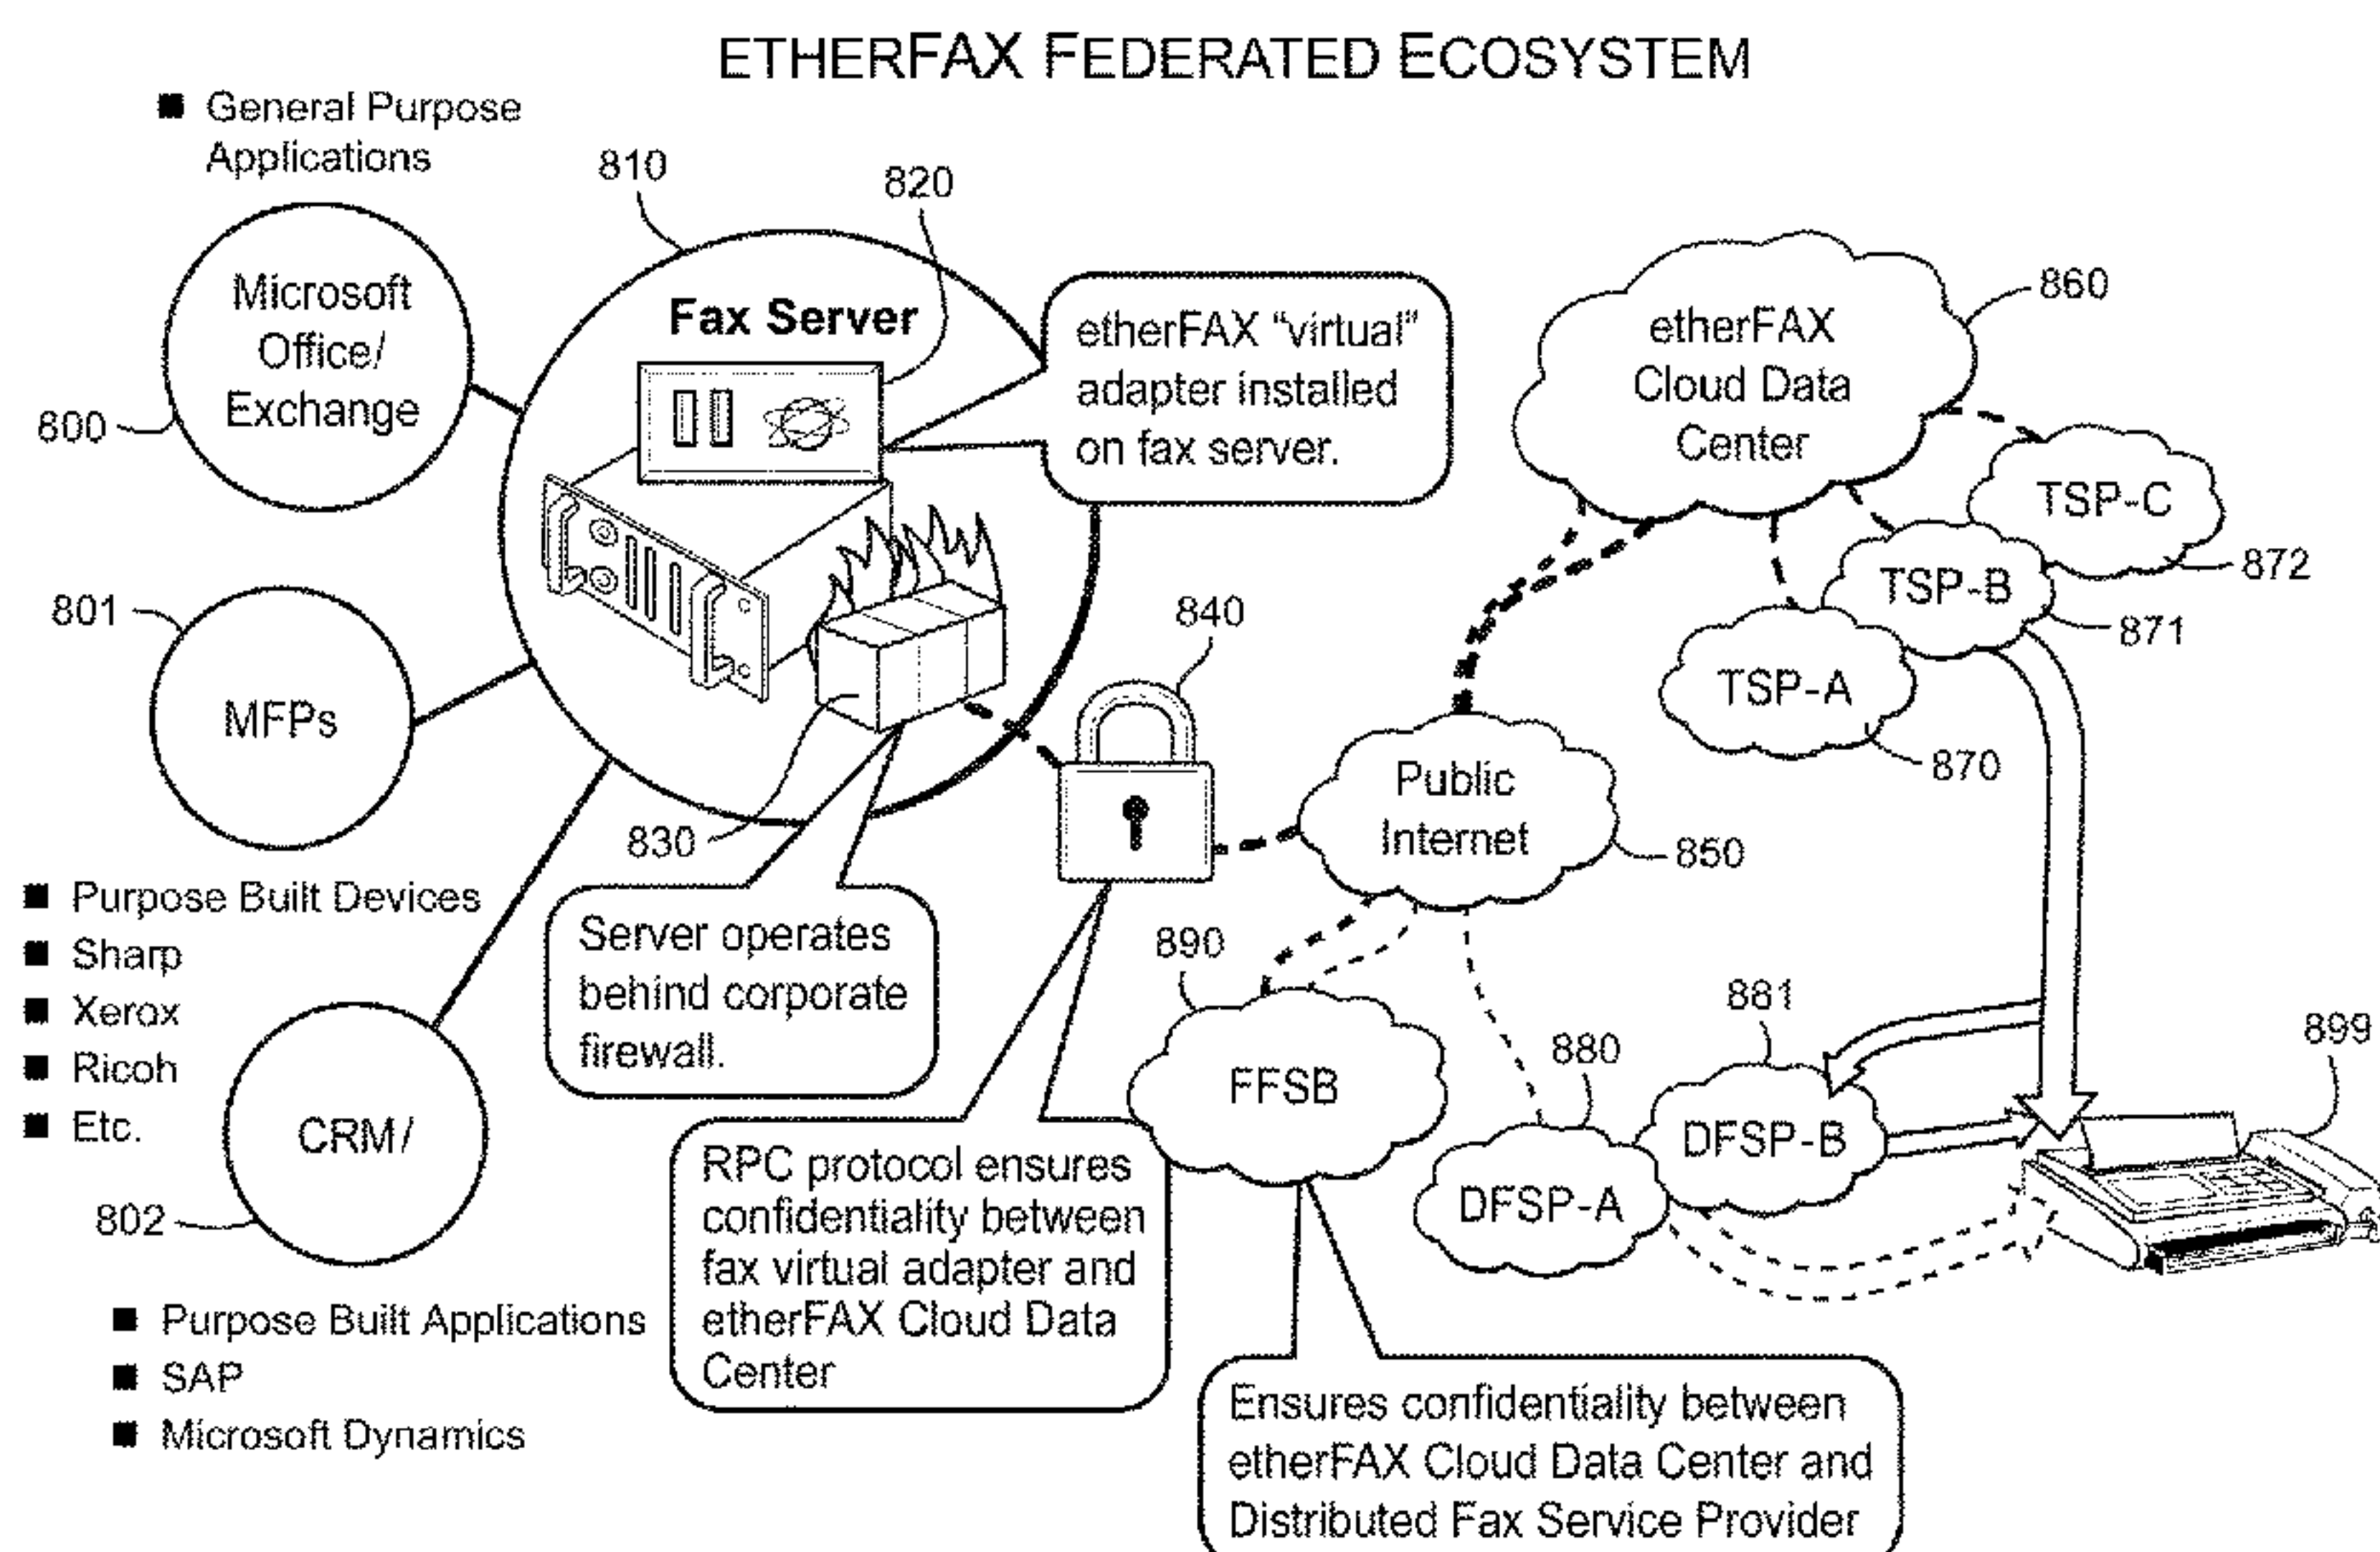 ETHERFAX FEDERATED ECOSYSTEM
■ General Purpose
Applications
810
820
Microsoft
Office/
Exchange
800
Fax Server
etherFAX “virtual”
adapter installed
on fax server.
etherFAX
Cloud Data
Center
860
TSP-C
872
TSP-B
871
TSP-A
870
801
MFPs
840
830
Public
Internet
850
■ Purpose Built Devices
■ Sharp
■ Xerox
■ Ricoh
■ Etc.
Server operates
behind corporate
firewall.
890
FFSB
881
880
DFSP-B
DFSP-A
899
CRM/
802
RPC protocol ensures
confidentiality between
fax virtual adapter and
etherFAX Cloud Data
Center
■ Purpose Built Applications
■ SAP
■ Microsoft Dynamics
Ensures confidentiality between
etherFAX Cloud Data Center and
Distributed Fax Service Provider